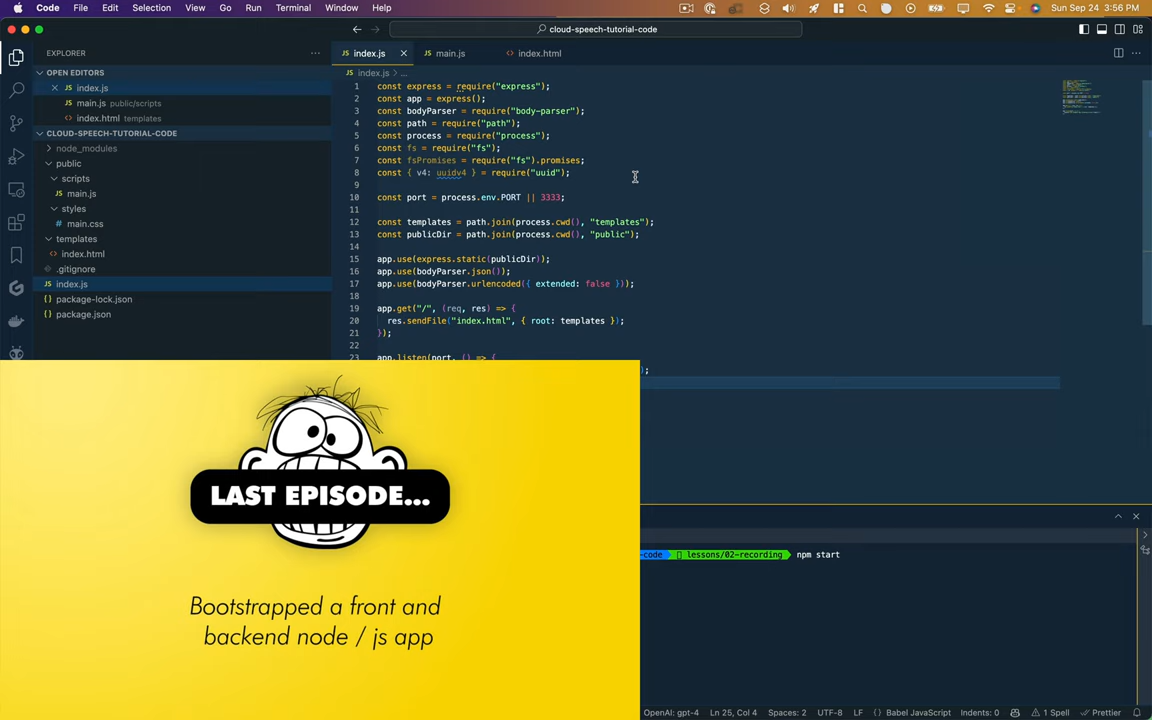 Code File Edit Selection View Go Run Terminal Window Help
Sun Sep 24 3:56 PM
cloud-speech-tutorial-code
EXPLORER
OPEN EDITORS
index.js
main.js public/scripts
index.html templates
CLOUD-SPEECH-TUTORIAL-CODE
node_modules
public
scripts
main.js
styles
main.css
templates
index.html
.gitignore
index.js
package-lock.json
package.json
index.js main.js index.html
index.js > ...
1 const express = require("express");
2 const app = express();
3 const bodyParser = require("body-parser");
4 const path = require("path");
5 const process = require("process");
6 const fs = require("fs");
7 const fsPromises = require("fs").promises;
8 const { v4: uuidv4 } = require("uuid");
9
10 const port = process.env.PORT || 3333;
11
12 const templates = path.join(process.cwd(), "templates");
13 const publicDir = path.join(process.cwd(), "public");
14
15 app.use(express.static(publicDir));
16 app.use(bodyParser.json());
17 app.use(bodyParser.urlencoded({ extended: false }));
18
19 app.get("/", (req, res) => {
20 res.sendFile("index.html", { root: templates });
21 });
22
23 app.listen(port, () => {
);
LAST EPISODE...
Bootstrapped a front and
backend node / js app
-code lessons/02-recording npm start
OpenAI: gpt-4 Ln 25, Col 4 Spaces: 2 UTF-8 LF {} Babel JavaScript Indents: 0 1 Spell Prettier